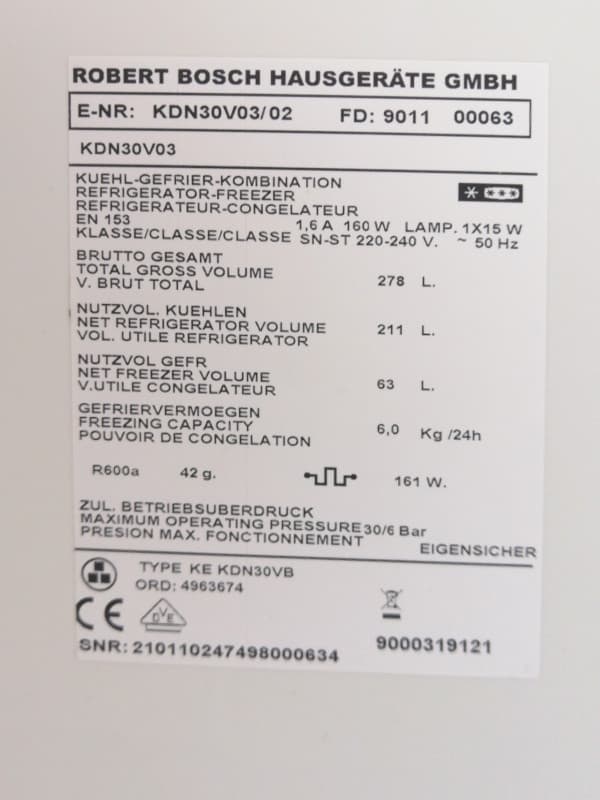 ROBERT BOSCH HAUSGERÄTE GMBH
E-NR: KDN30V03/02 FD: 9011 00063
KDN30V03
KUEHL-GEFRIER-KOMBINATION
REFRIGERATOR-FREEZER
REFRIGERATEUR-CONGELATEUR
EN 153 1,6 A 160 W LAMP. 1X15 W
KLASSE/CLASSE/CLASSE SN-ST 220-240 V. ~ 50 Hz
BRUTTO GESAMT
TOTAL GROSS VOLUME 278 L.
V. BRUT TOTAL
NUTZVOL. KUEHLEN
NET REFRIGERATOR VOLUME 211 L.
VOL. UTILE REFRIGERATOR
NUTZVOL GEFR
NET FREEZER VOLUME 63 L.
V.UTILE CONGELATEUR
GEFRIERVERMOEGEN
FREEZING CAPACITY 6,0 Kg /24h
POUVOIR DE CONGELATION
R600a 42 g. 161 W.
ZUL. BETRIEBSUBERDRUCK
MAXIMUM OPERATING PRESSURE 30/6 Bar
PRESION MAX. FONCTIONNEMENT
EIGENSICHER
TYPE KE KDN30VB
ORD: 4963674
CE DVE
SNR: 210110247498000634 9000319121